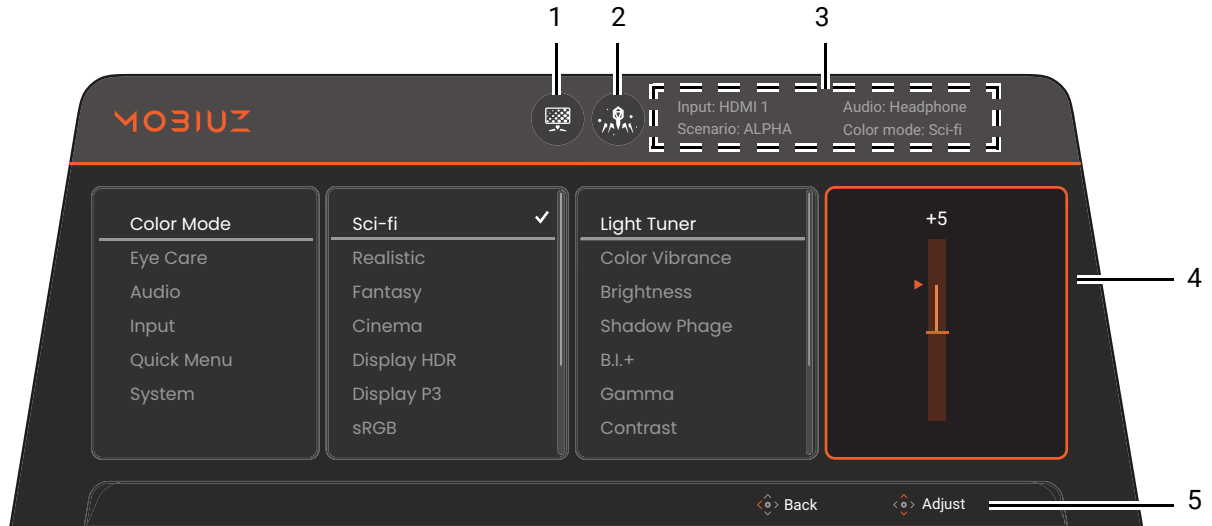 1 2 3
MOBIUZ
Input: HDMI 1 Audio: Headphone
Scenario: ALPHA Color mode: Sci-fi
Color Mode
Eye Care
Audio
Input
Quick Menu
System
Sci-fi
Realistic
Fantasy
Cinema
Display HDR
Display P3
sRGB
Light Tuner
Color Vibrance
Brightness
Shadow Phage
B.I.+
Gamma
Contrast
+5
4
Back Adjust
5